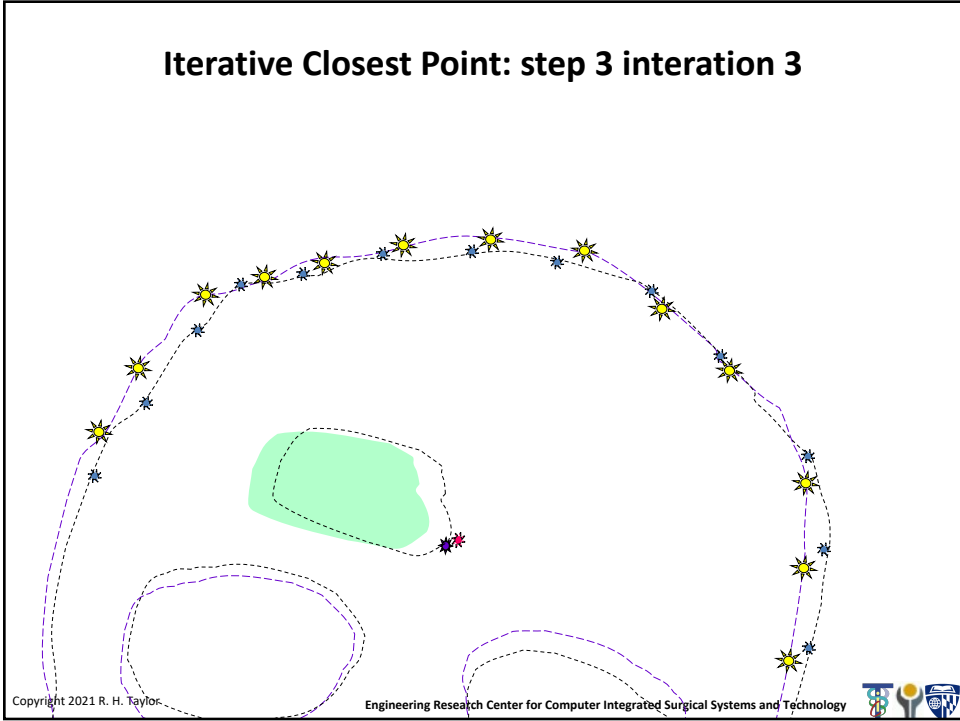 Iterative Closest Point: step 3 interation 3
Copyright 2021 R. H. Taylor
Engineering Research Center for Computer Integrated Surgical Systems and Technology